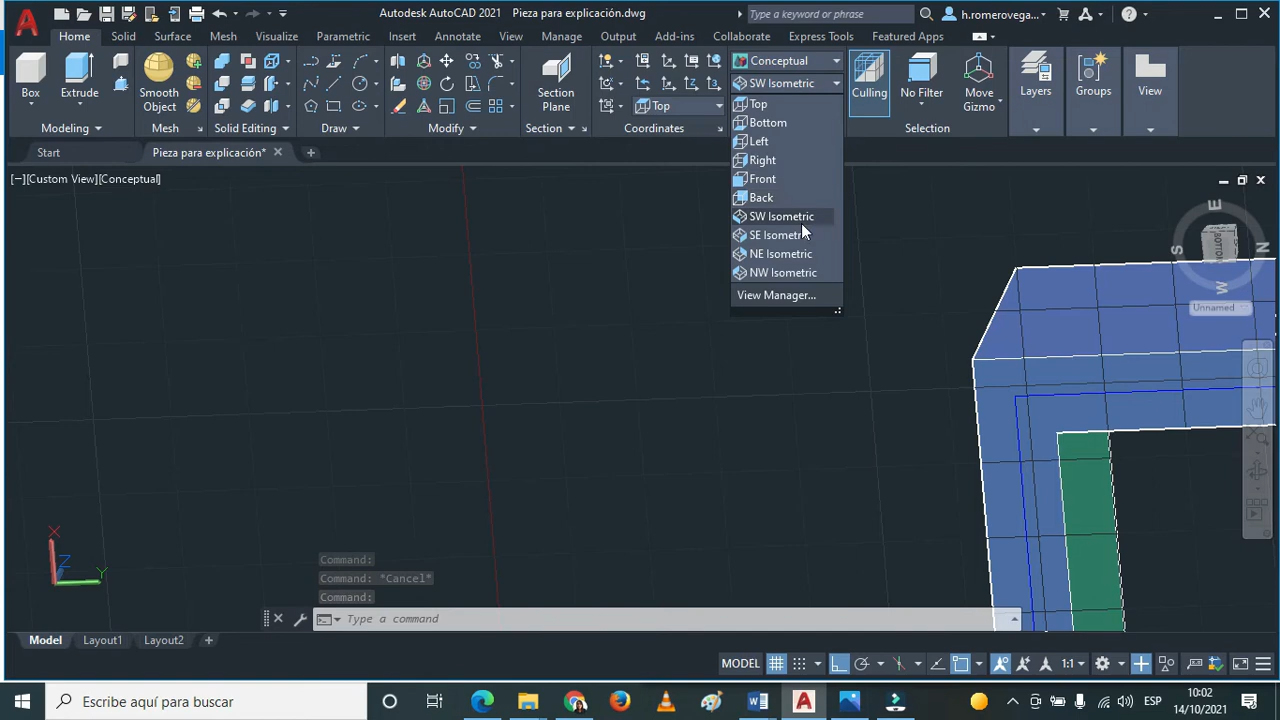 Autodesk AutoCAD 2021 Pieza para explicación.dwg Type a keyword or phrase h.romerovega...
Home Solid Surface Mesh Visualize Parametric Insert Annotate View Manage Output Add-ins Collaborate Express Tools Featured Apps
Box Extrude Smooth Object Section Plane Top Conceptual SW Isometric Culling No Filter Move Gizmo Layers Groups View
Modeling Mesh Solid Editing Draw Modify Section Coordinates Selection
Top
Bottom
Left
Right
Front
Back
SW Isometric
SE Isometric
NE Isometric
NW Isometric
View Manager...
Start Pieza para explicación*
[−][Custom View][Conceptual]
E
S BOTTOM N
W
Unnamed
X
Z Y
Command:
Command: *Cancel*
Command:
Type a command
Model Layout1 Layout2
MODEL 1:1
Escribe aquí para buscar
ESP 10:02
14/10/2021